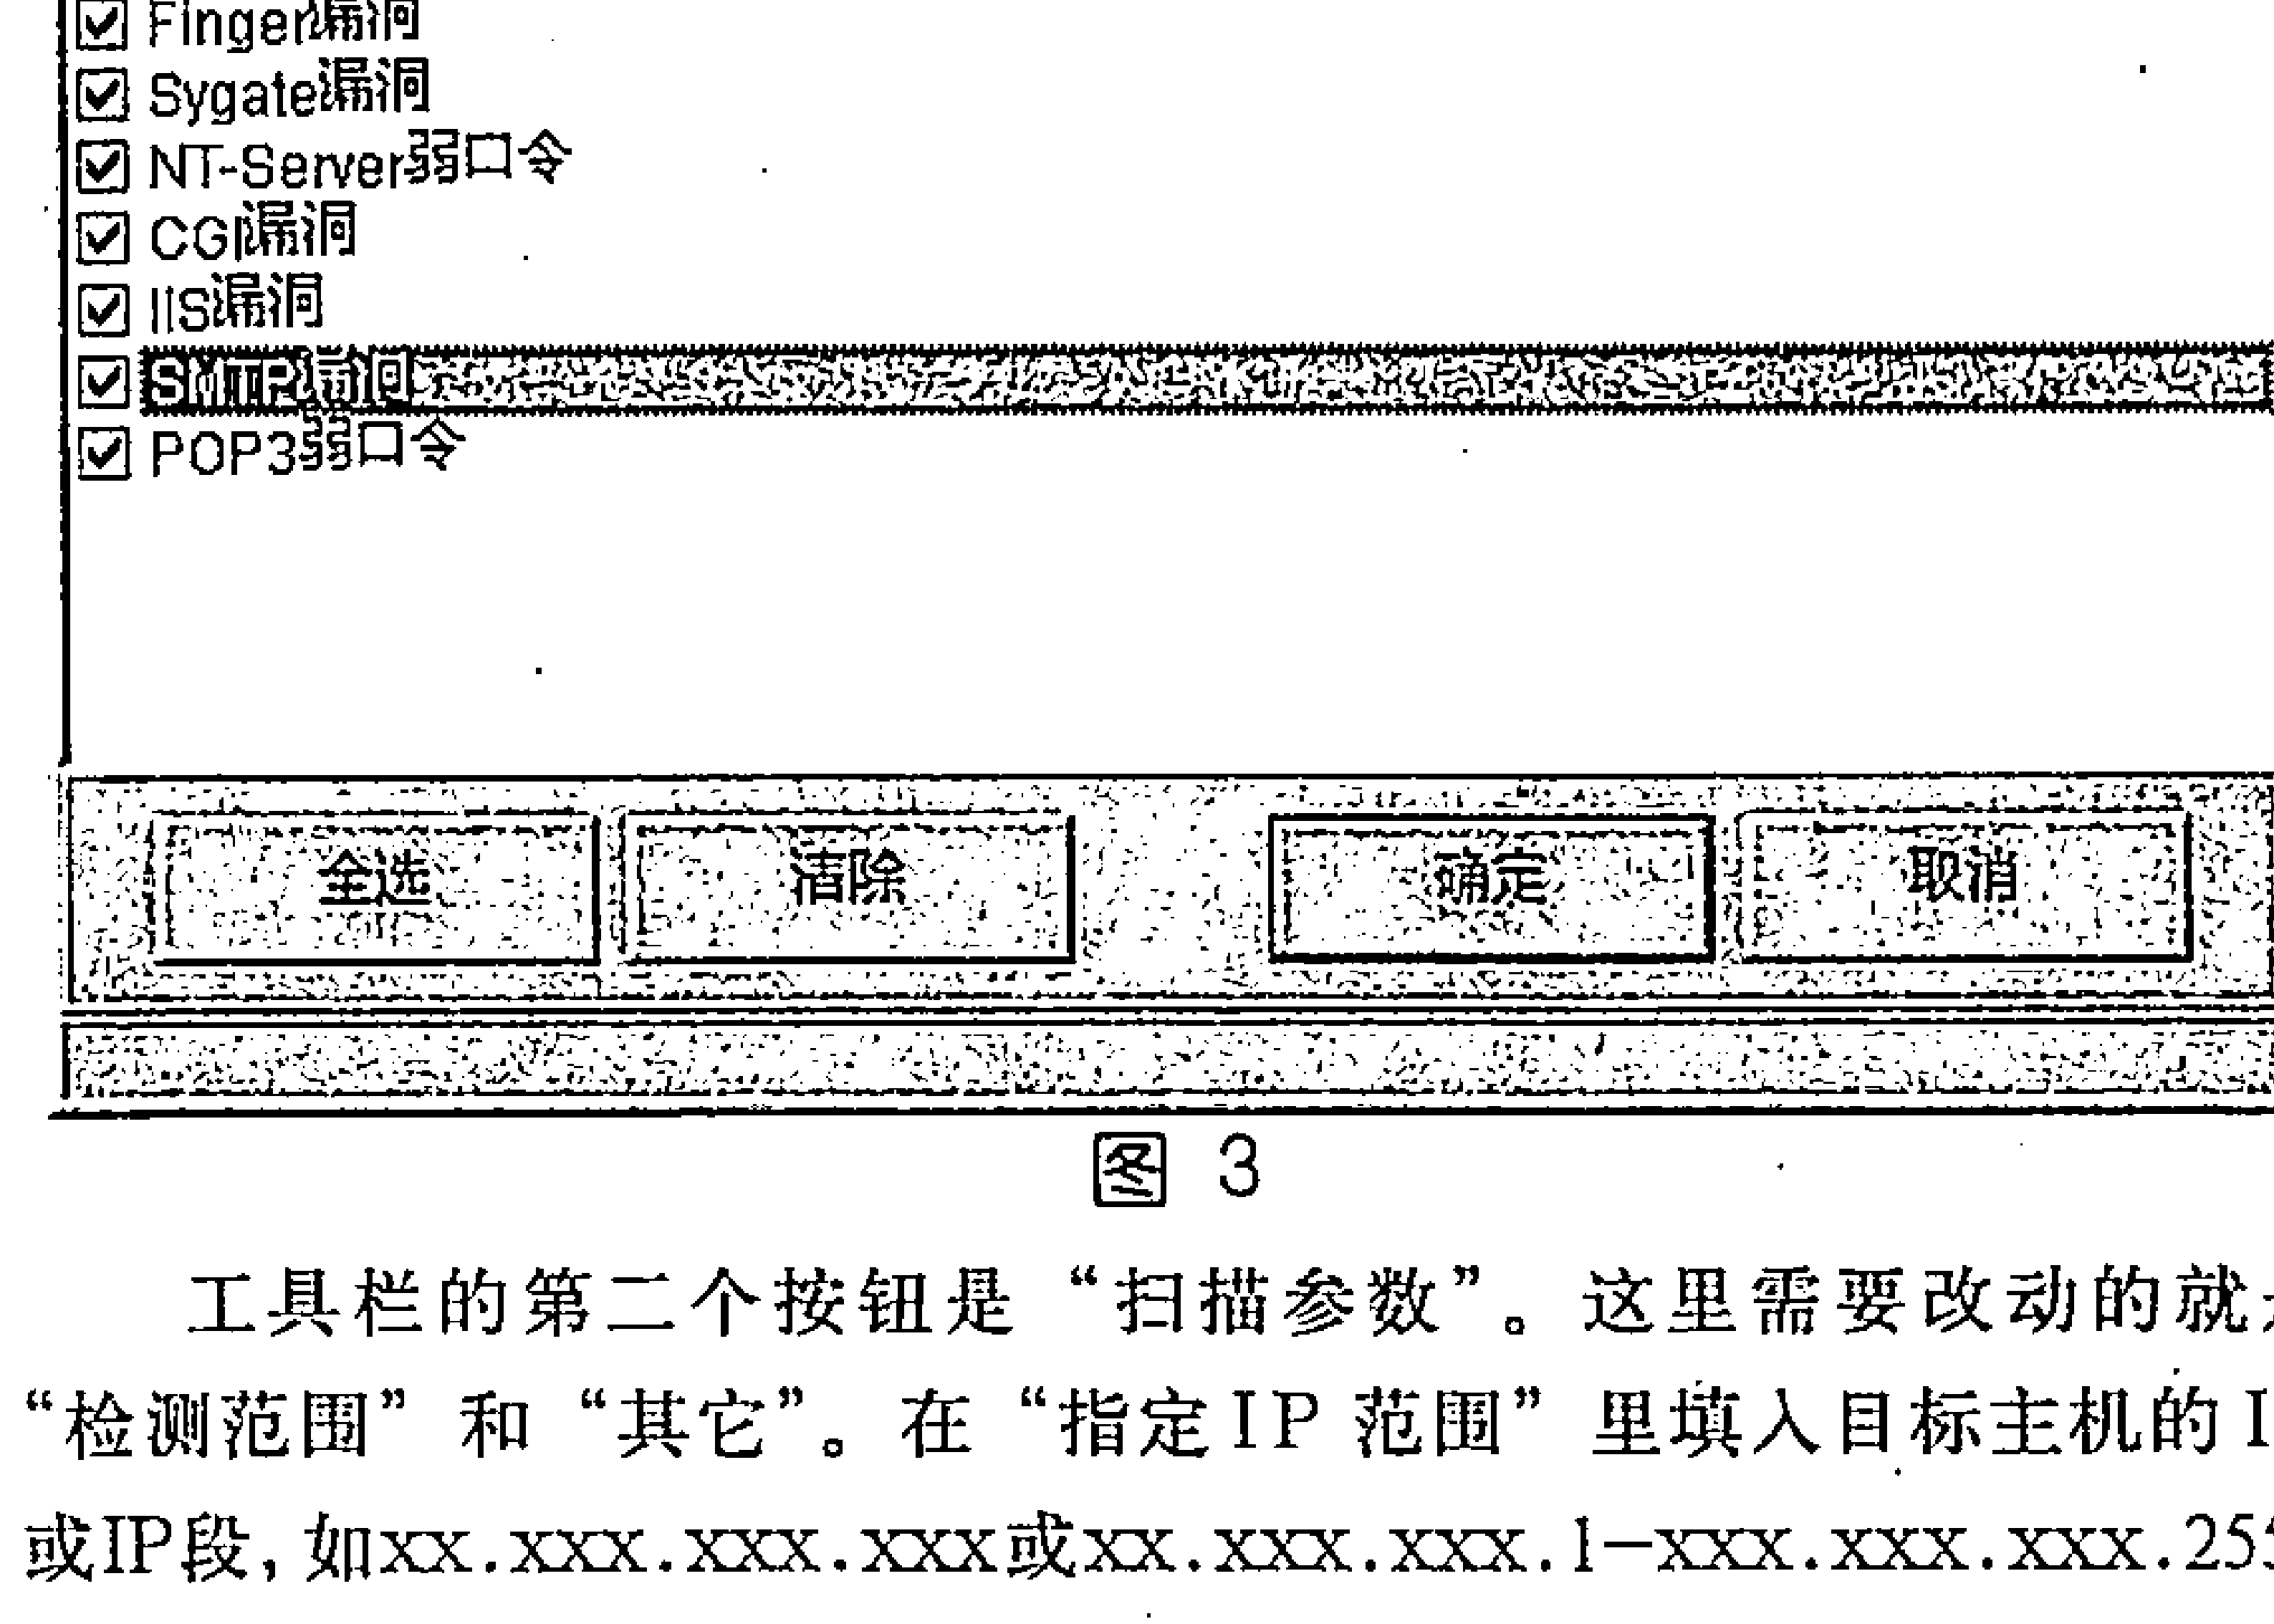 Finger漏洞
Sygate漏洞
NT-Server弱口令
CGI漏洞
IIS漏洞
SMTP漏洞
POP3弱口令
全选 清除 确定 取消
图 3
工具栏的第二个按钮是“扫描参数”。这里需要改动的就
“检测范围”和“其它”。在“指定IP 范围”里填入目标主机的 I
或IP段, 如xx.xxx.xxx.xxx或xx.xxx.xxx.1-xxx.xxx.xxx.255